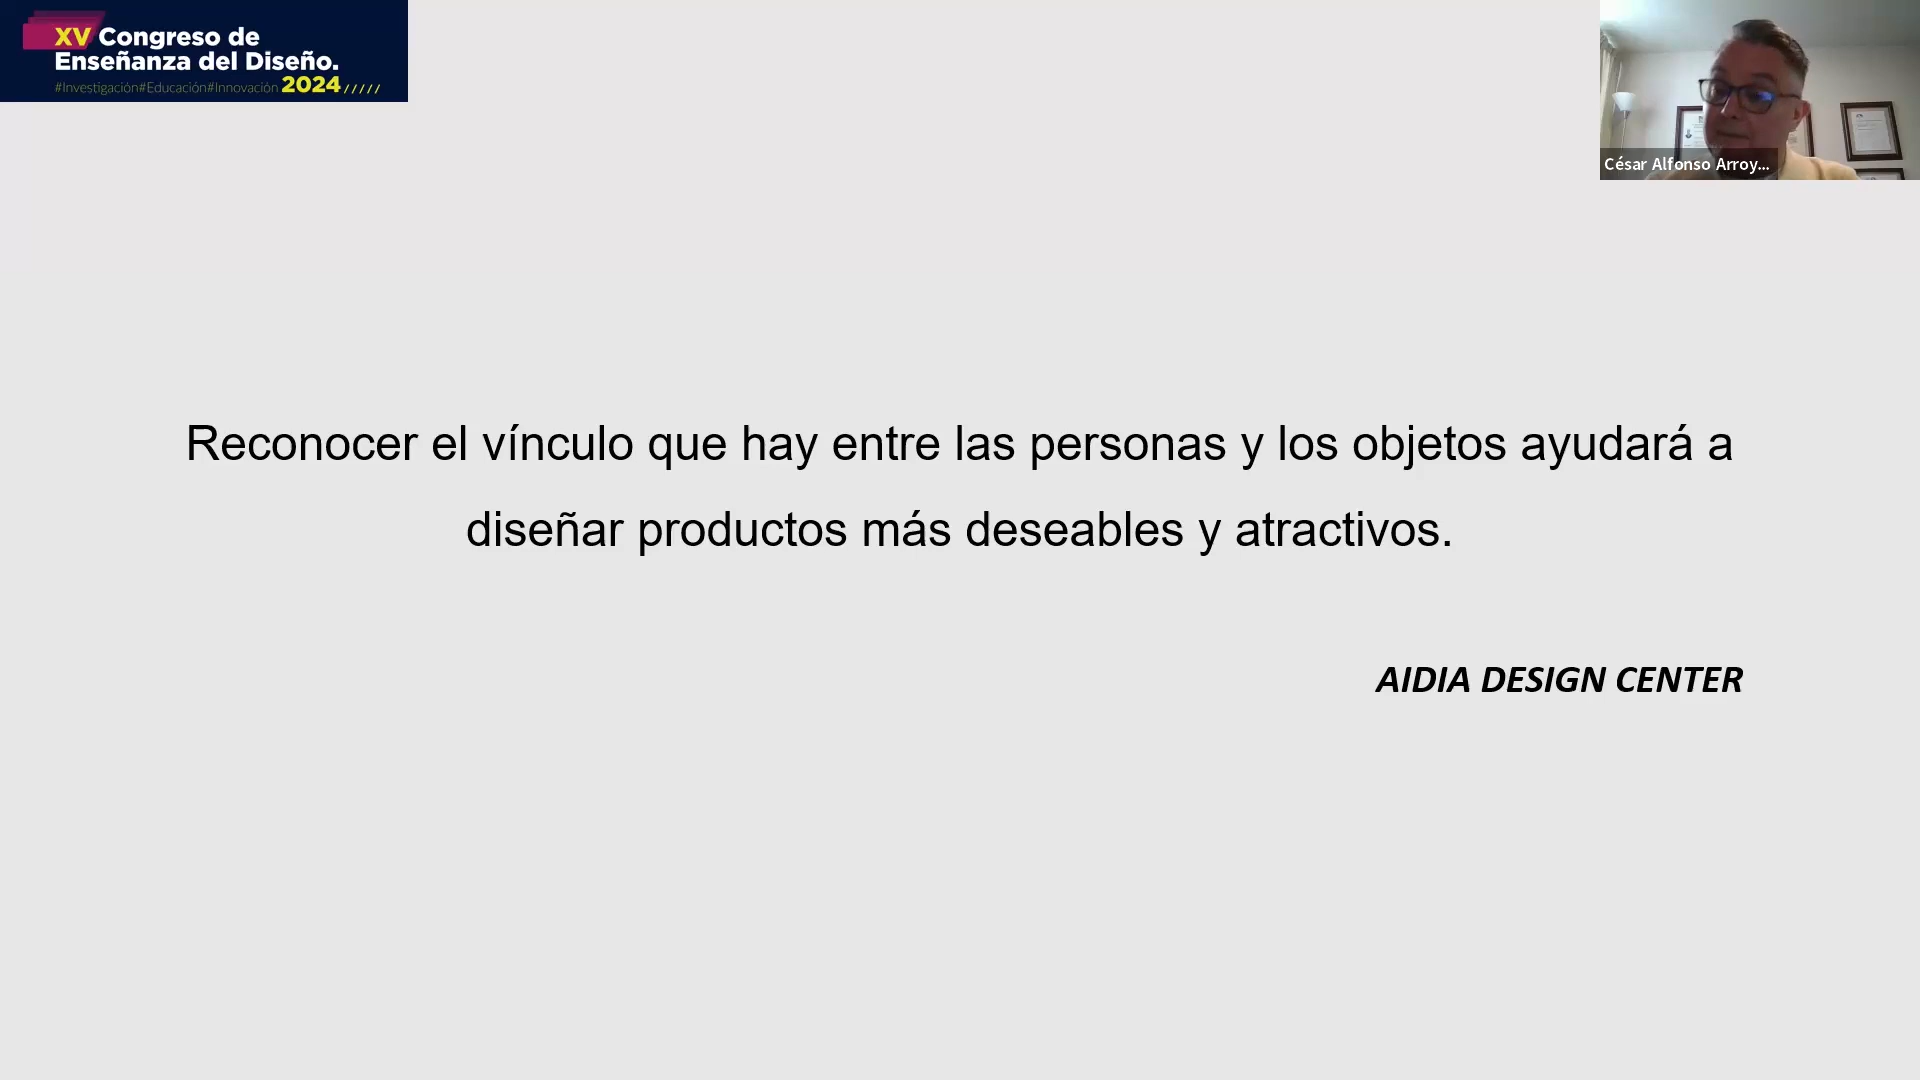 XV Congreso de
Enseñanza del Diseño.
#Investigación#Educación#Innovación 2024/////
César Alfonso Arroy...
Reconocer el vínculo que hay entre las personas y los objetos ayudará a
diseñar productos más deseables y atractivos.
AIDIA DESIGN CENTER